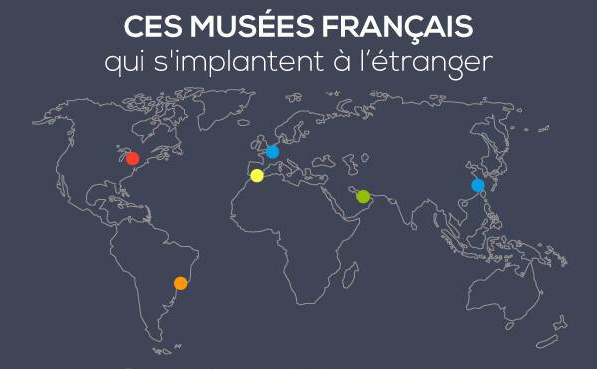 CES MUSÉES FRANÇAIS
qui s'implantent à l'étranger